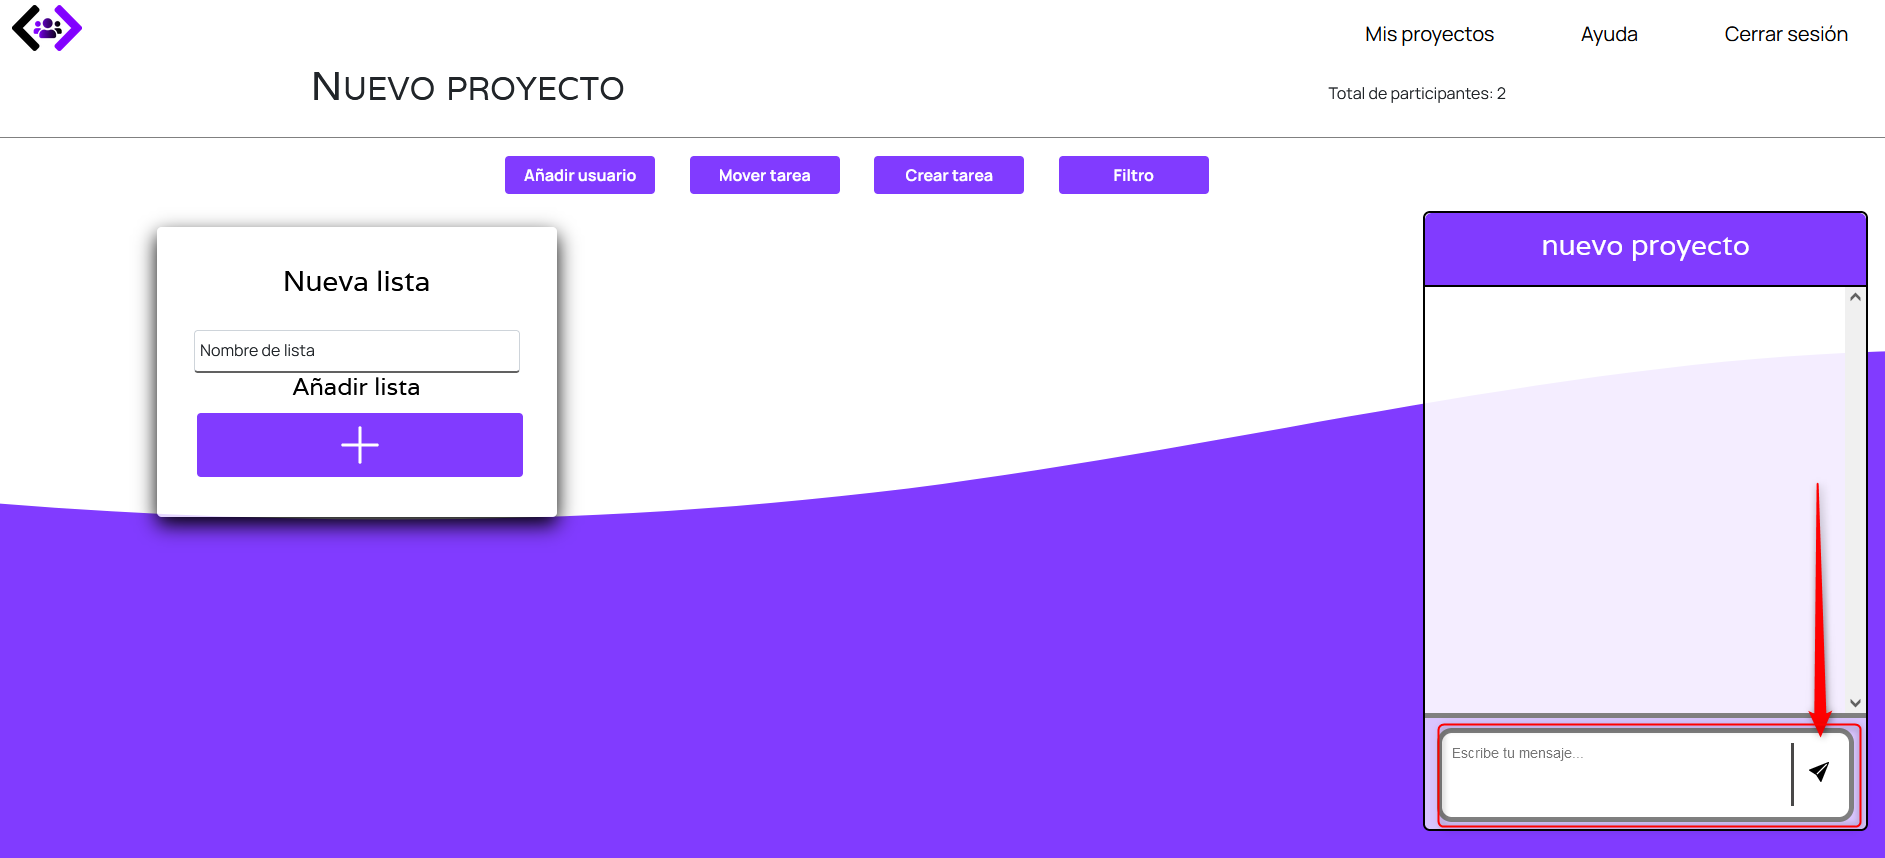 Mis proyectos
Ayuda
Cerrar sesión
Nuevo proyecto
Total de participantes: 2
Añadir usuario
Mover tarea
Crear tarea
Filtro
Nueva lista
Nombre de lista
Añadir lista
nuevo proyecto
Escribe tu mensaje...